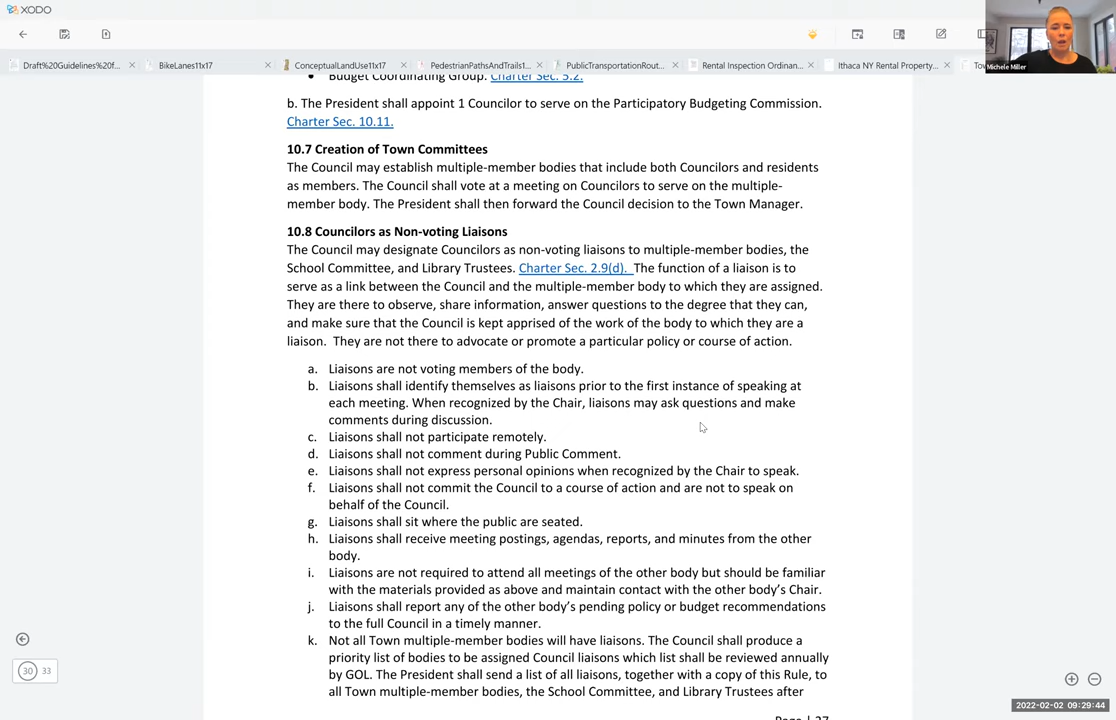 XODO
Draft%20Guidelines%20f...
BikeLanes11x17
ConceptualLandUse11x17
PedestrianPathsAndTrails1...
PublicTransportationRout...
Rental Inspection Ordinan...
Ithaca NY Rental Property...
Michele Miller
Budget Coordinating Group. Charter Sec. 5.2.
b. The President shall appoint 1 Councilor to serve on the Participatory Budgeting Commission.
Charter Sec. 10.11.
10.7 Creation of Town Committees
The Council may establish multiple-member bodies that include both Councilors and residents
as members. The Council shall vote at a meeting on Councilors to serve on the multiple-
member body. The President shall then forward the Council decision to the Town Manager.
10.8 Councilors as Non-voting Liaisons
The Council may designate Councilors as non-voting liaisons to multiple-member bodies, the
School Committee, and Library Trustees. Charter Sec. 2.9(d). The function of a liaison is to
serve as a link between the Council and the multiple-member body to which they are assigned.
They are there to observe, share information, answer questions to the degree that they can,
and make sure that the Council is kept apprised of the work of the body to which they are a
liaison. They are not there to advocate or promote a particular policy or course of action.
a. Liaisons are not voting members of the body.
b. Liaisons shall identify themselves as liaisons prior to the first instance of speaking at
each meeting. When recognized by the Chair, liaisons may ask questions and make
comments during discussion.
c. Liaisons shall not participate remotely.
d. Liaisons shall not comment during Public Comment.
e. Liaisons shall not express personal opinions when recognized by the Chair to speak.
f. Liaisons shall not commit the Council to a course of action and are not to speak on
behalf of the Council.
g. Liaisons shall sit where the public are seated.
h. Liaisons shall receive meeting postings, agendas, reports, and minutes from the other
body.
i. Liaisons are not required to attend all meetings of the other body but should be familiar
with the materials provided as above and maintain contact with the other body's Chair.
j. Liaisons shall report any of the other body's pending policy or budget recommendations
to the full Council in a timely manner.
k. Not all Town multiple-member bodies will have liaisons. The Council shall produce a
priority list of bodies to be assigned Council liaisons which list shall be reviewed annually
by GOL. The President shall send a list of all liaisons, together with a copy of this Rule, to
all Town multiple-member bodies, the School Committee, and Library Trustees after
30 33
2022-02-02 09:29:44
Page | 27